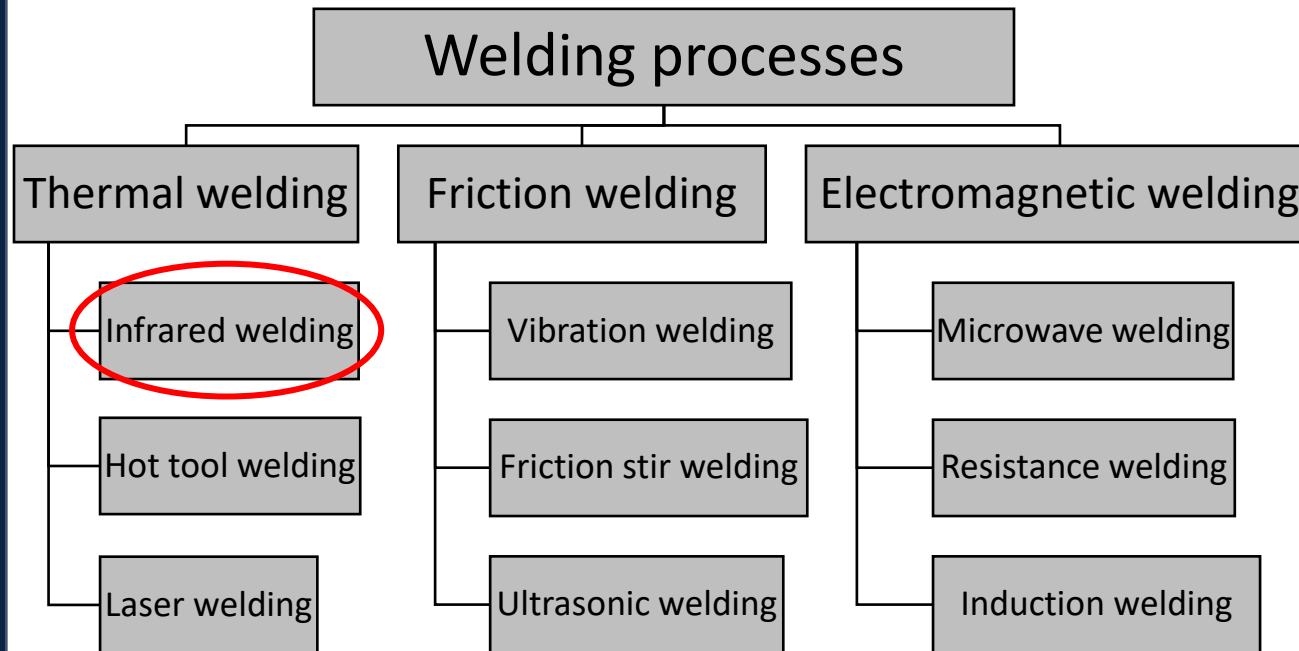 Welding processes
Thermal welding
Friction welding
Electromagnetic welding
Infrared welding
Vibration welding
Microwave welding
Hot tool welding
Friction stir welding
Resistance welding
Laser welding
Ultrasonic welding
Induction welding